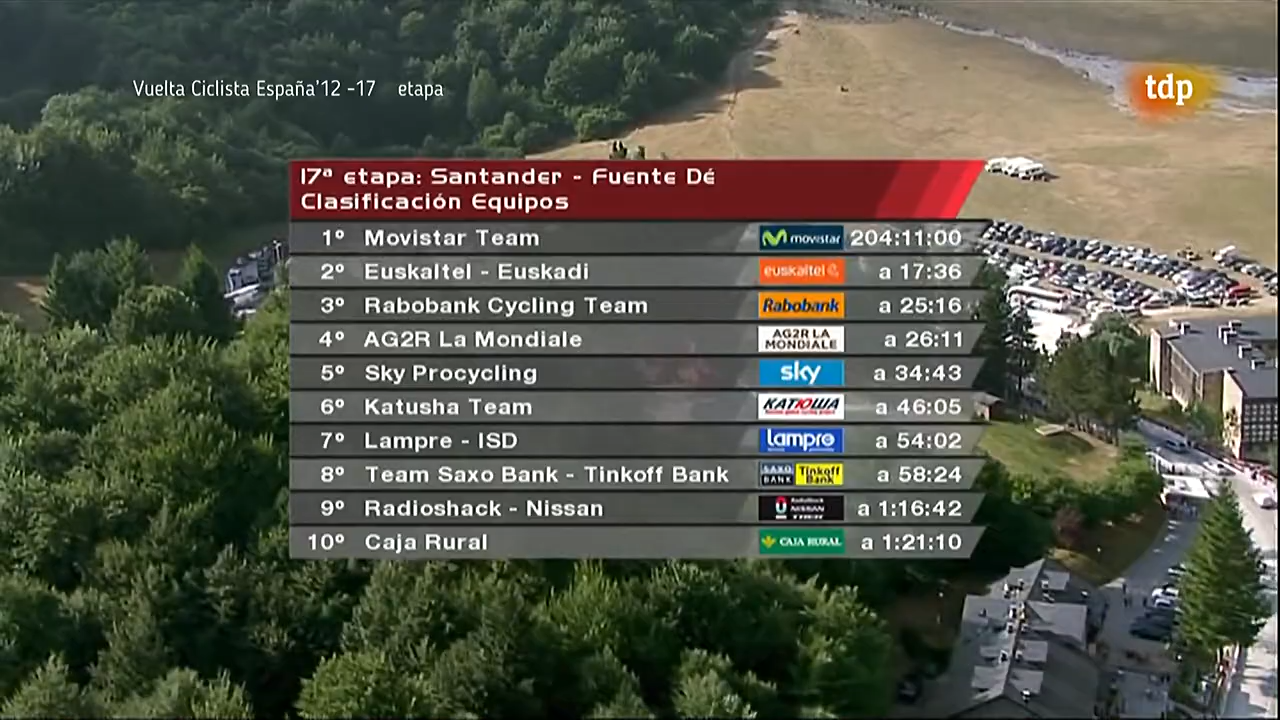 Vuelta Ciclista España'12 -17 etapa
tdp
17ª etapa: Santander - Fuente Dé
Clasificación Equipos
1º Movistar Team movistar 204:11:00
2º Euskaltel - Euskadi euskaltel a 17:36
3º Rabobank Cycling Team Rabobank a 25:16
4º AG2R La Mondiale AG2R LA MONDIALE a 26:11
5º Sky Procycling sky a 34:43
6º Katusha Team KATIOWA a 46:05
7º Lampre - ISD lampre a 54:02
8º Team Saxo Bank - Tinkoff Bank SAXO BANK Tinkoff Bank a 58:24
9º Radioshack - Nissan NISSAN a 1:16:42
10º Caja Rural CAJA RURAL a 1:21:10